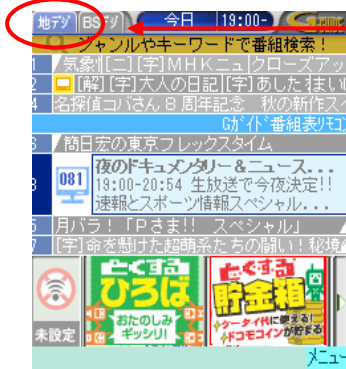 地デジ BSデジ 今日 19:00-
ジャンルやキーワードで番組検索！
1 気象[二][字]MHKニュ クローズアッ
2 [解][字]大人の日記 [字]あしたま
4 名探偵コバさん８周年記念 秋の新作ス
Gガイド番組表リモコ
簡日宏の東京フレックスタイム
081 夜のドキュメンタリー＆ニュース...
19:00-20:54 生放送で今夜決定!!
速報とスポーツ情報スペシャル...
5 月バラ！「Pさま!! スペシャル」
7 [字]命を懸けた超萌系たちの闘い！秘境
未設定
とくする
ひろば
おたのしみ
ギッシリ!
とくする
貯金箱
ケータイ代に使える!
ドコモコインが貯まる
メニュー